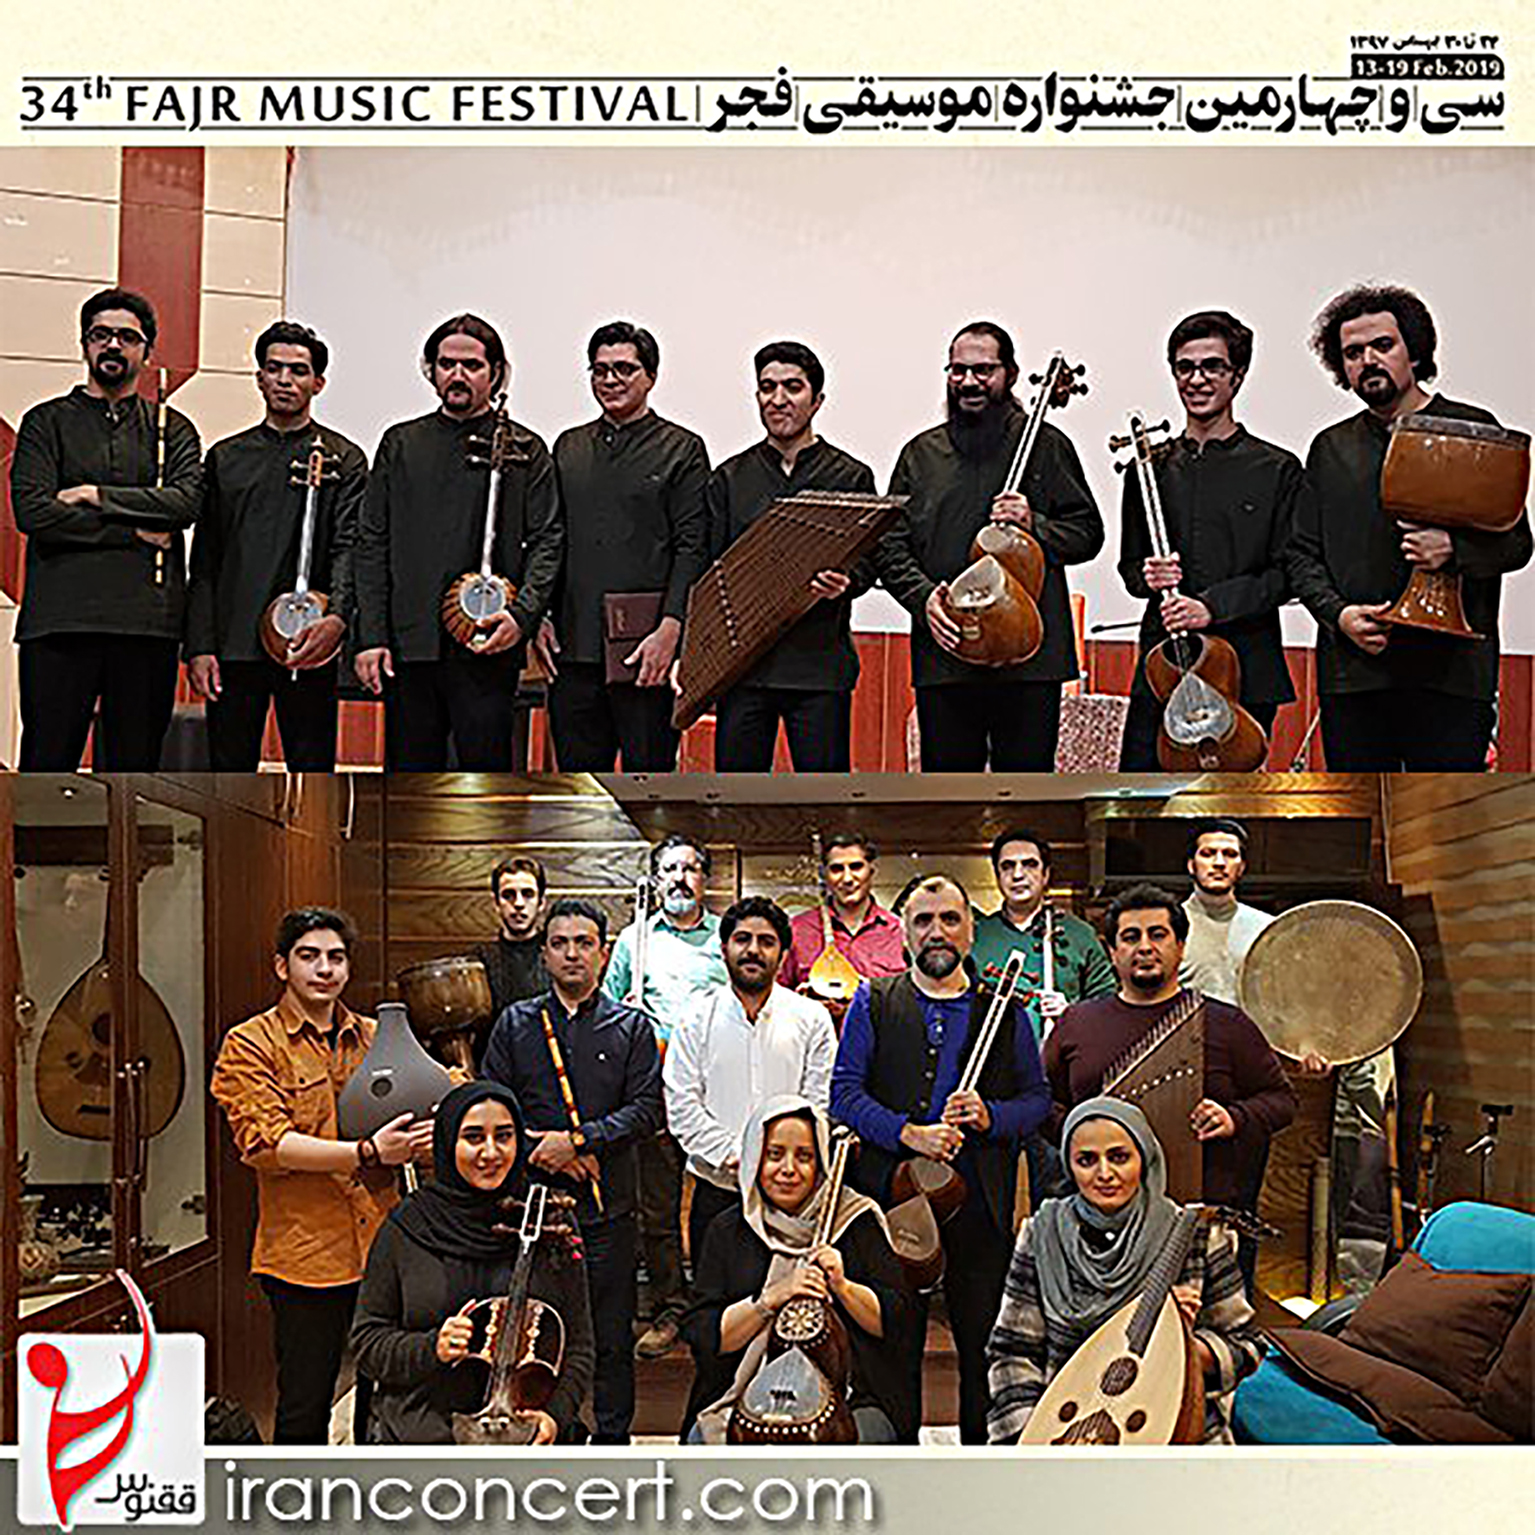 ۲۴ تا ۳۰ بهمن ۱۳۹۷
13-19 Feb.2019
34th FAJR MUSIC FESTIVAL
سی و چهارمین جشنواره موسیقی فجر
ققنوس
iranconcert.com